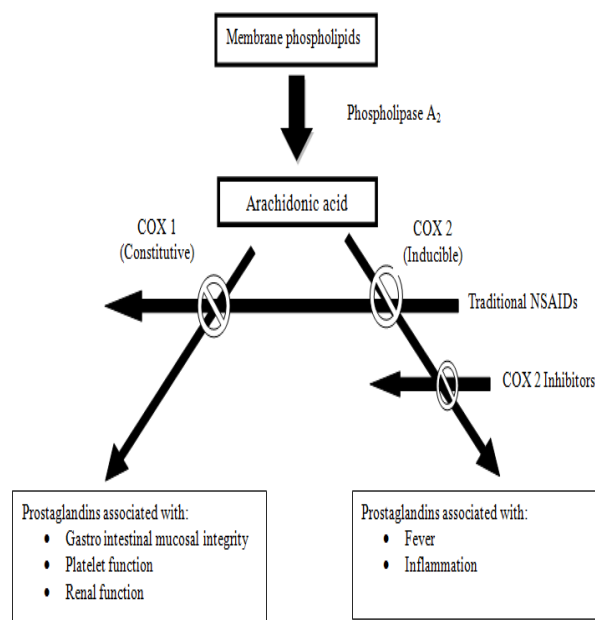 Membrane phospholipids
Phospholipase A₂
Arachidonic acid
COX 1
(Constitutive)
COX 2
(Inducible)
Traditional NSAIDs
COX 2 Inhibitors
Prostaglandins associated with:
• Gastro intestinal mucosal integrity
• Platelet function
• Renal function
Prostaglandins associated with:
• Fever
• Inflammation